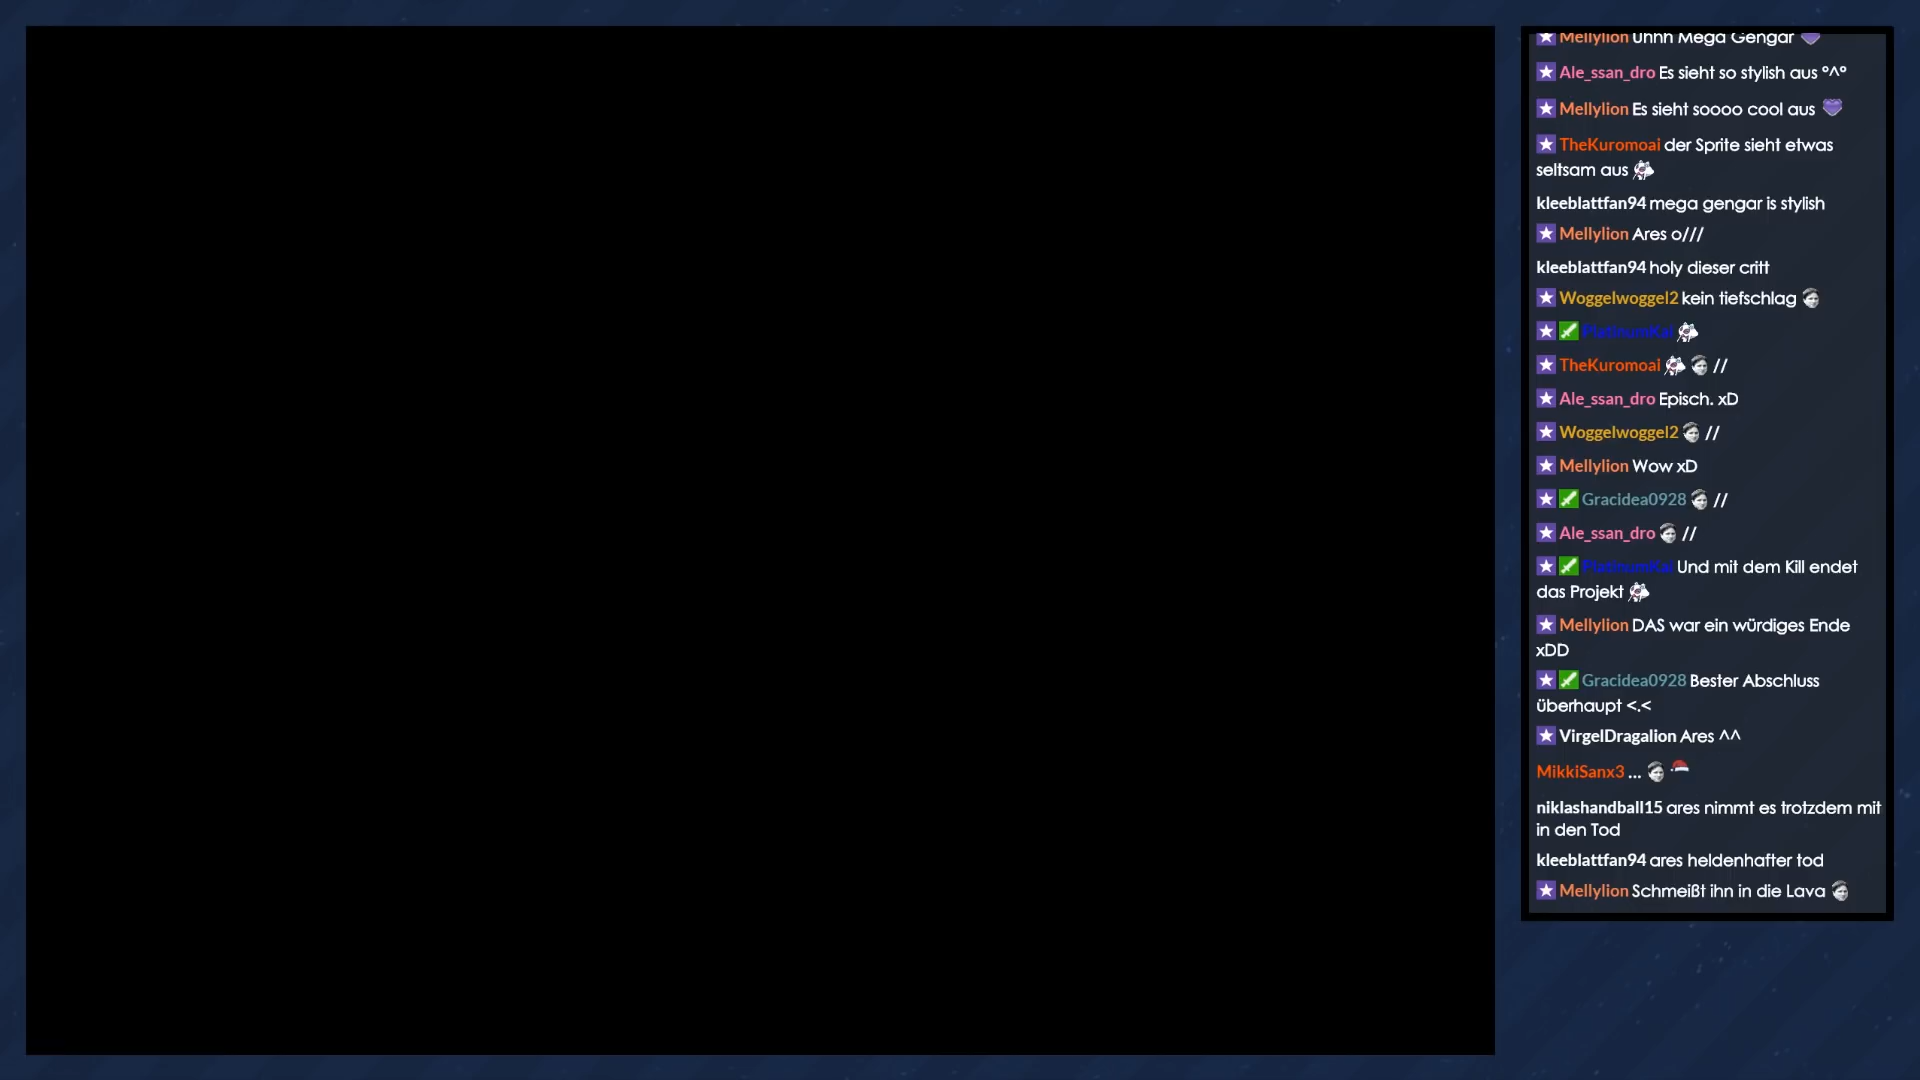 Mellylion Uhhh Mega Gengar
Ale_ssan_dro Es sieht so stylish aus °^°
Mellylion Es sieht soooo cool aus
TheKuromoai der Sprite sieht etwas
seltsam aus
kleeblattfan94 mega gengar is stylish
Mellylion Ares o///
kleeblattfan94 holy dieser critt
Woggelwoggel2 kein tiefschlag
PlatinumKai
TheKuromoai //
Ale_ssan_dro Episch. xD
Woggelwoggel2 //
Mellylion Wow xD
Gracidea0928 //
Ale_ssan_dro //
PlatinumKai Und mit dem Kill endet
das Projekt
Mellylion DAS war ein würdiges Ende
xDD
Gracidea0928 Bester Abschluss
überhaupt <.<
VirgelDragalion Ares ^^
MikkiSanx3 ...
niklashandball15 ares nimmt es trotzdem mit
in den Tod
kleeblattfan94 ares heldenhafter tod
Mellylion Schmeißt ihn in die Lava